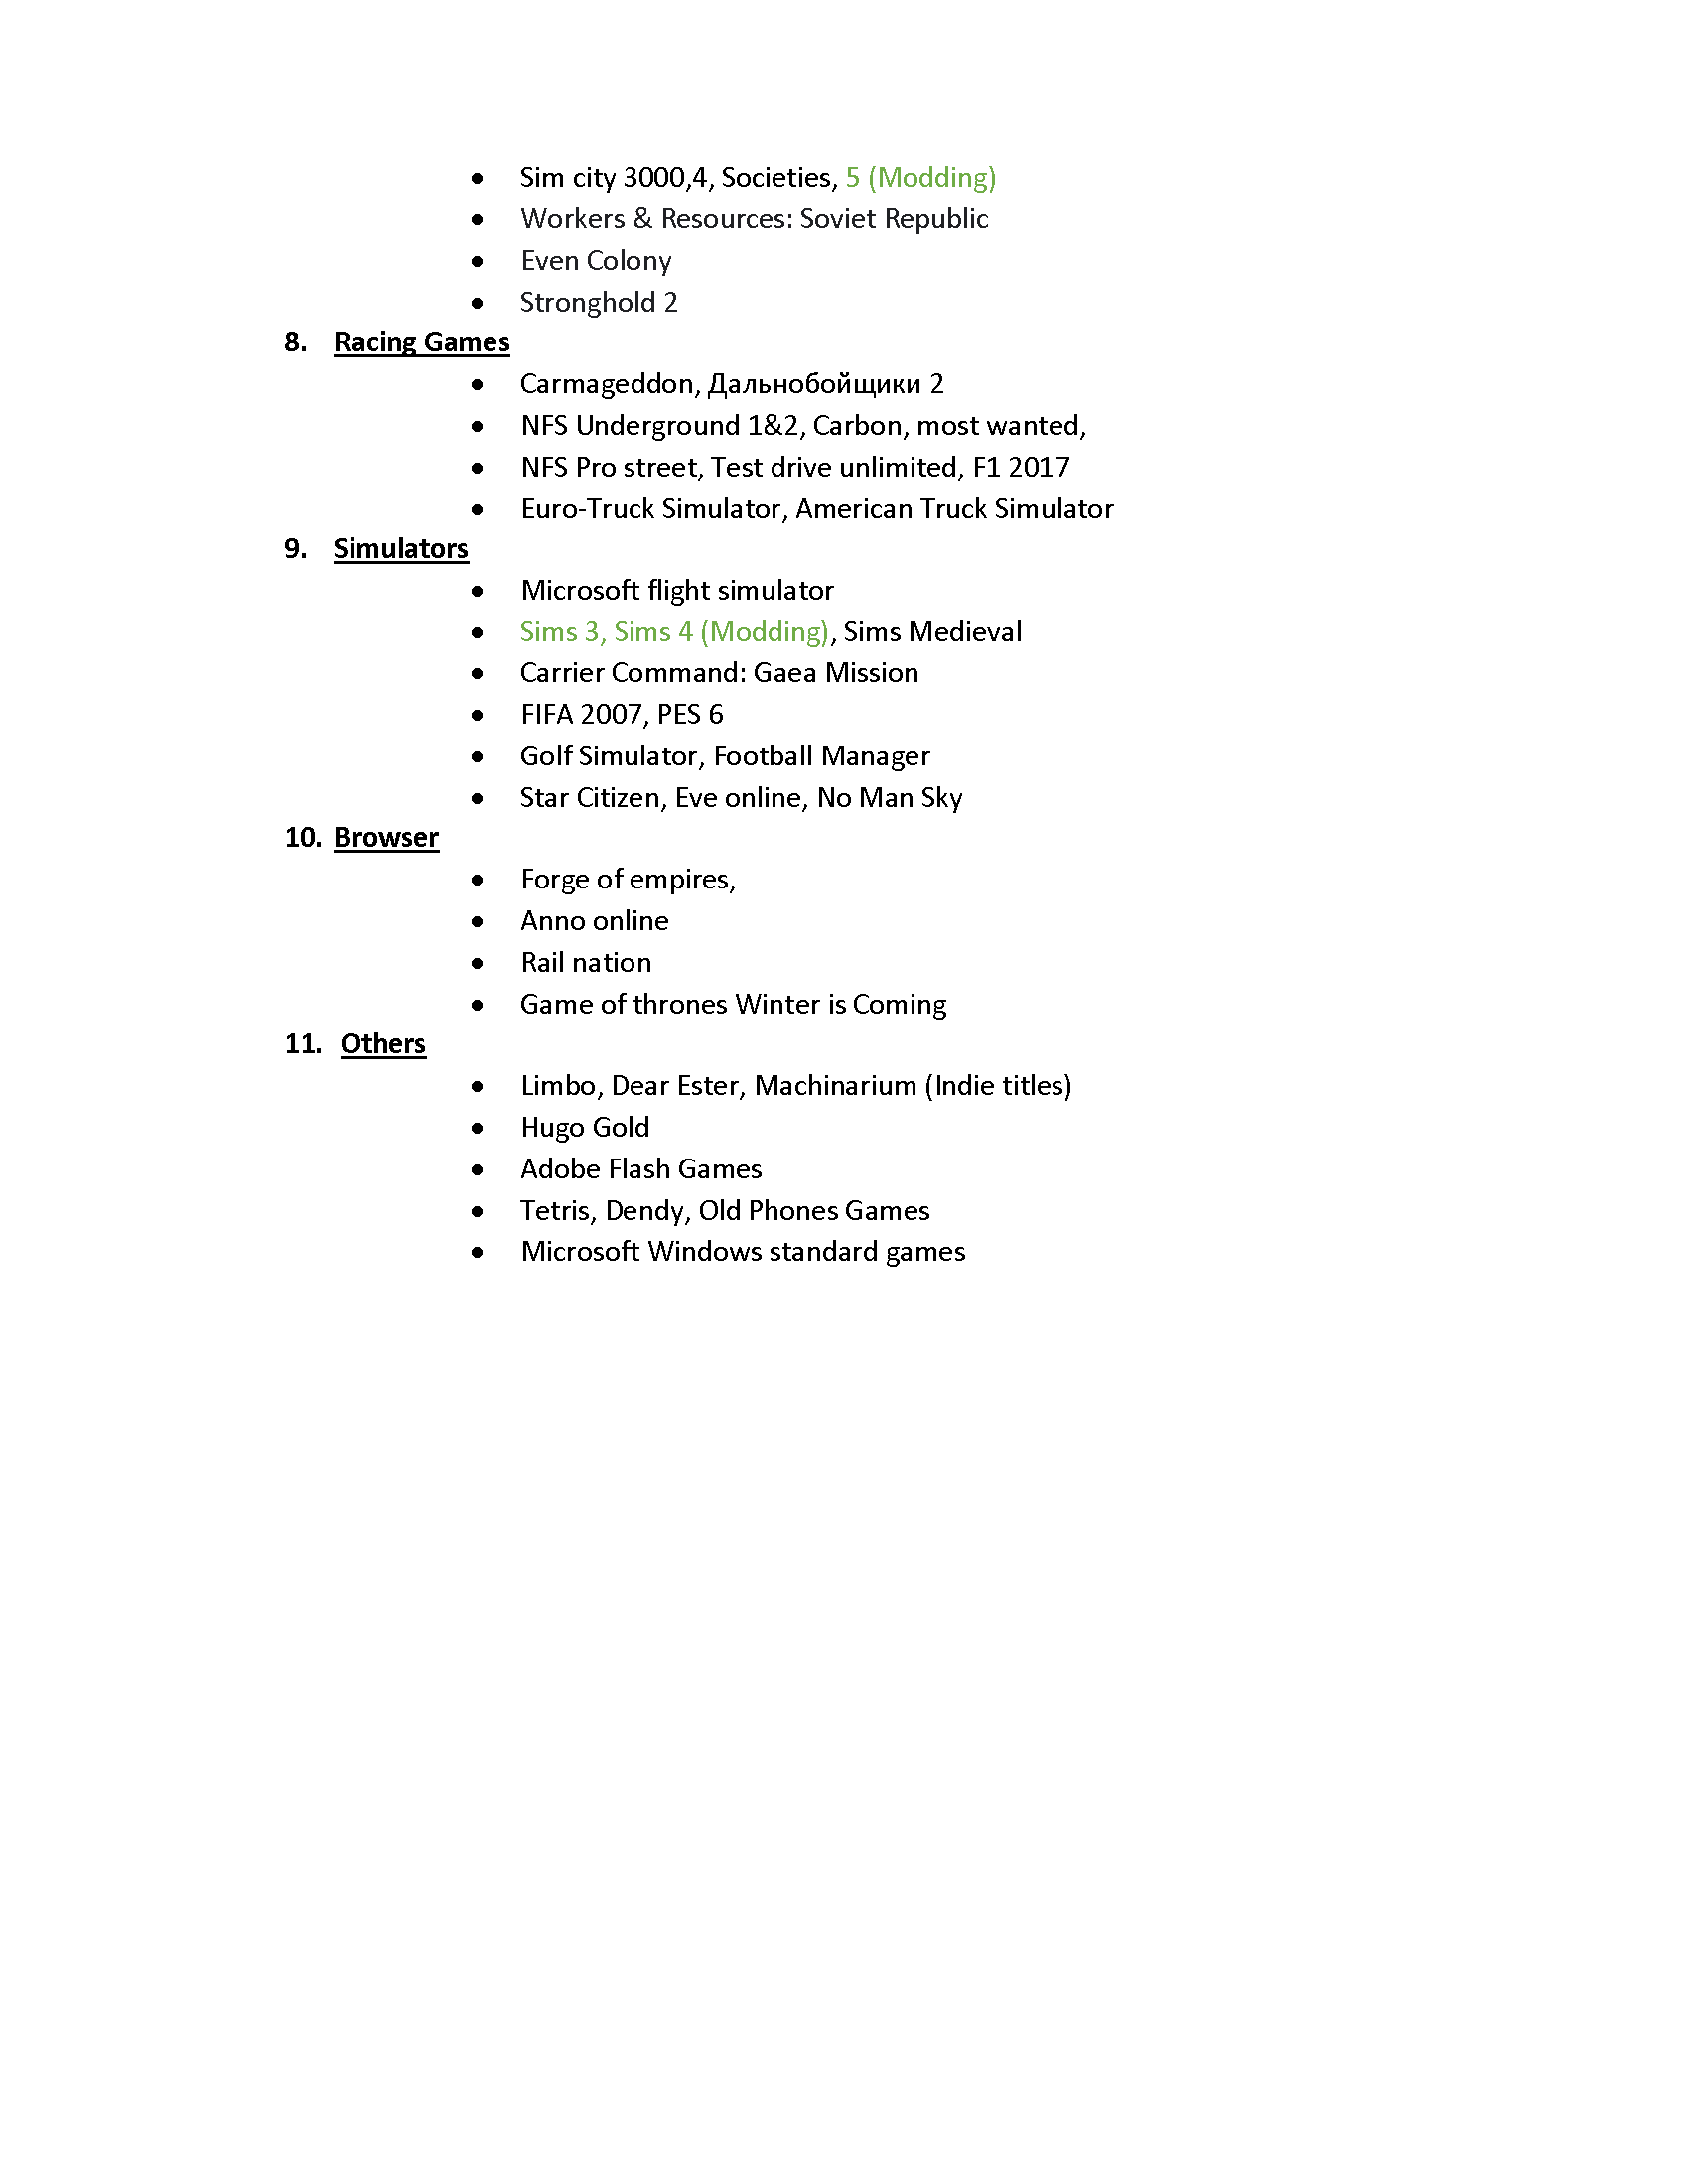 • Sim city 3000,4, Societies, 5 (Modding)
• Workers & Resources: Soviet Republic
• Even Colony
• Stronghold 2
8. Racing Games
• Carmageddon, Дальнобойщики 2
• NFS Underground 1&2, Carbon, most wanted,
• NFS Pro street, Test drive unlimited, F1 2017
• Euro-Truck Simulator, American Truck Simulator
9. Simulators
• Microsoft flight simulator
• Sims 3, Sims 4 (Modding), Sims Medieval
• Carrier Command: Gaea Mission
• FIFA 2007, PES 6
• Golf Simulator, Football Manager
• Star Citizen, Eve online, No Man Sky
10. Browser
• Forge of empires,
• Anno online
• Rail nation
• Game of thrones Winter is Coming
11. Others
• Limbo, Dear Ester, Machinarium (Indie titles)
• Hugo Gold
• Adobe Flash Games
• Tetris, Dendy, Old Phones Games
• Microsoft Windows standard games